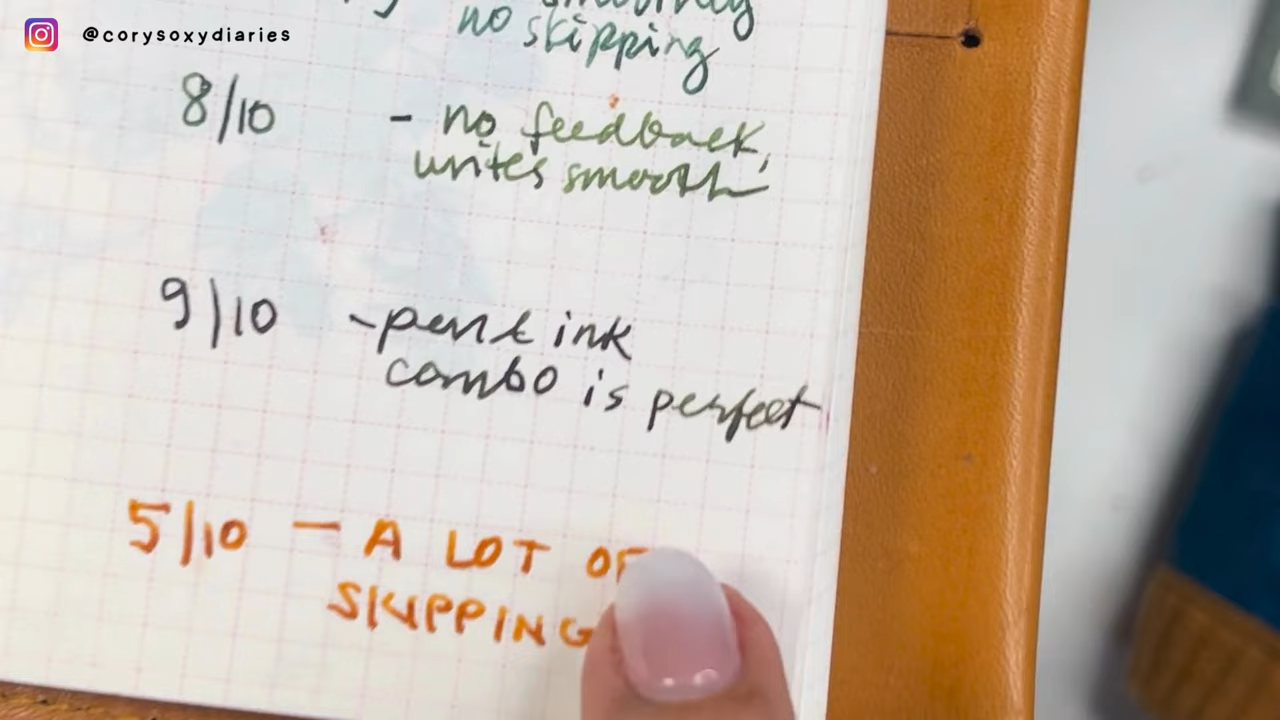 @corysoxydiaries
smoothly
no skipping
8/10 - no feedback,
writes smooth
9/10 - pen & ink
combo is perfect
5/10 - A LOT OF
SKIPPING